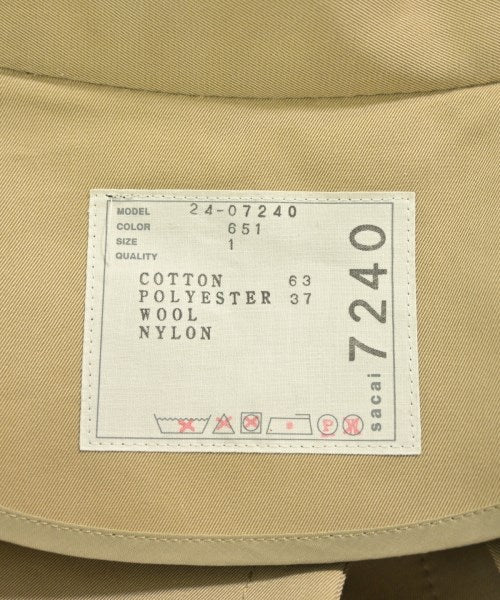 MODEL 24-07240
COLOR 651
SIZE 1
QUALITY
COTTON 63
POLYESTER 37
WOOL
NYLON
P W
sacai 7240